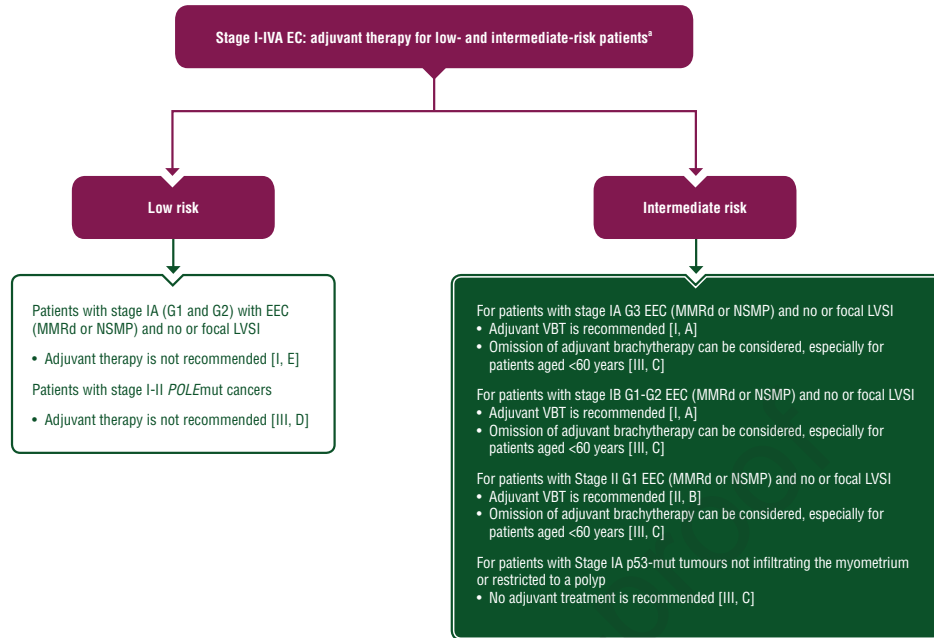 Stage I-IVA EC: adjuvant therapy for low- and intermediate-risk patientsᵃ
Low risk
Intermediate risk
Patients with stage IA (G1 and G2) with EEC
(MMRd or NSMP) and no or focal LVSI
• Adjuvant therapy is not recommended [I, E]
Patients with stage I-II POLEmut cancers
• Adjuvant therapy is not recommended [III, D]
For patients with stage IA G3 EEC (MMRd or NSMP) and no or focal LVSI
• Adjuvant VBT is recommended [I, A]
• Omission of adjuvant brachytherapy can be considered, especially for
patients aged <60 years [III, C]
For patients with stage IB G1-G2 EEC (MMRd or NSMP) and no or focal LVSI
• Adjuvant VBT is recommended [I, A]
• Omission of adjuvant brachytherapy can be considered, especially for
patients aged <60 years [III, C]
For patients with Stage II G1 EEC (MMRd or NSMP) and no or focal LVSI
• Adjuvant VBT is recommended [II, B]
• Omission of adjuvant brachytherapy can be considered, especially for
patients aged <60 years [III, C]
For patients with Stage IA p53-mut tumours not infiltrating the myometrium
or restricted to a polyp
• No adjuvant treatment is recommended [III, C]
proof